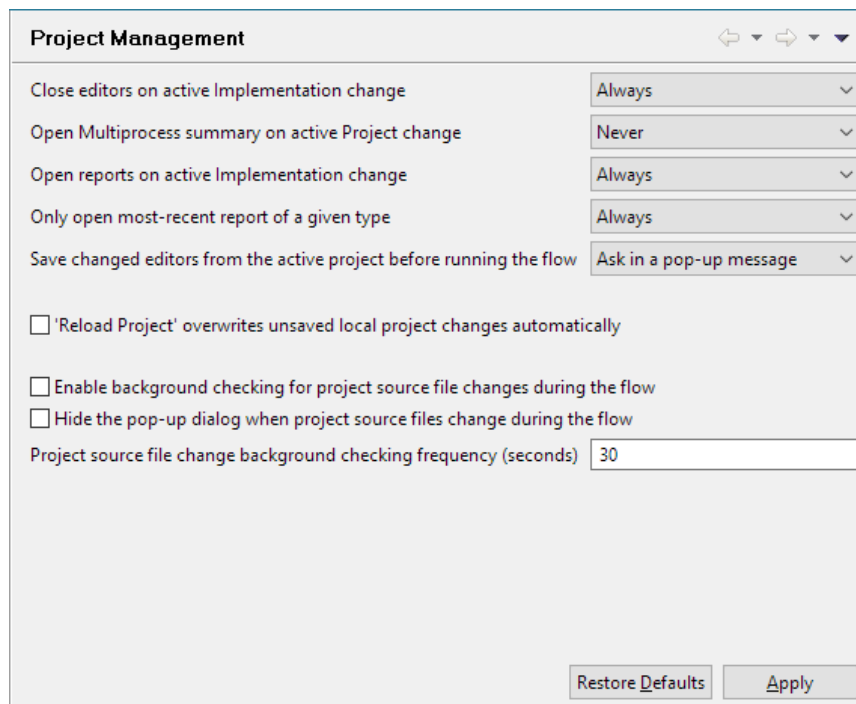 Project Management
Close editors on active Implementation change Always
Open Multiprocess summary on active Project change Never
Open reports on active Implementation change Always
Only open most-recent report of a given type Always
Save changed editors from the active project before running the flow Ask in a pop-up message
'Reload Project' overwrites unsaved local project changes automatically
Enable background checking for project source file changes during the flow
Hide the pop-up dialog when project source files change during the flow
Project source file change background checking frequency (seconds) 30
Restore Defaults Apply